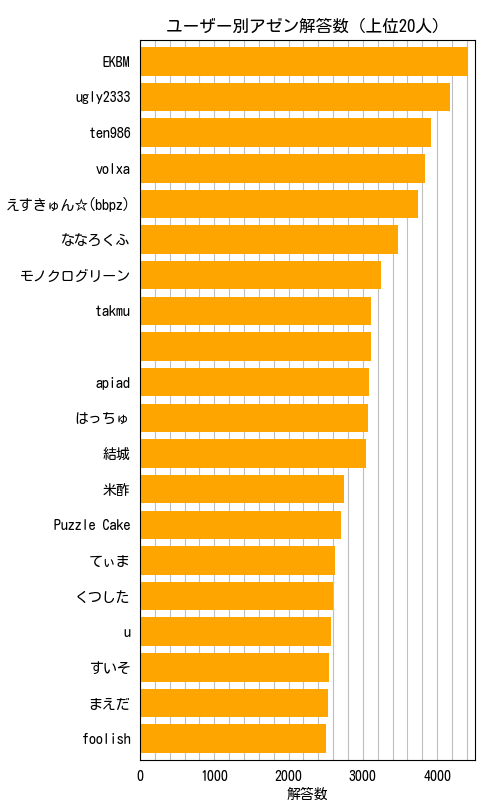 ユーザー別アゼン解答数 (上位20人)
EKBM
ugly2333
ten986
volxa
えすきゅん☆(bbpz)
ななろくふ
モノクログリーン
takmu
apiad
はっちゅ
結城
米酢
Puzzle Cake
てぃま
くつした
u
すいそ
まえだ
foolish
0 1000 2000 3000 4000
解答数